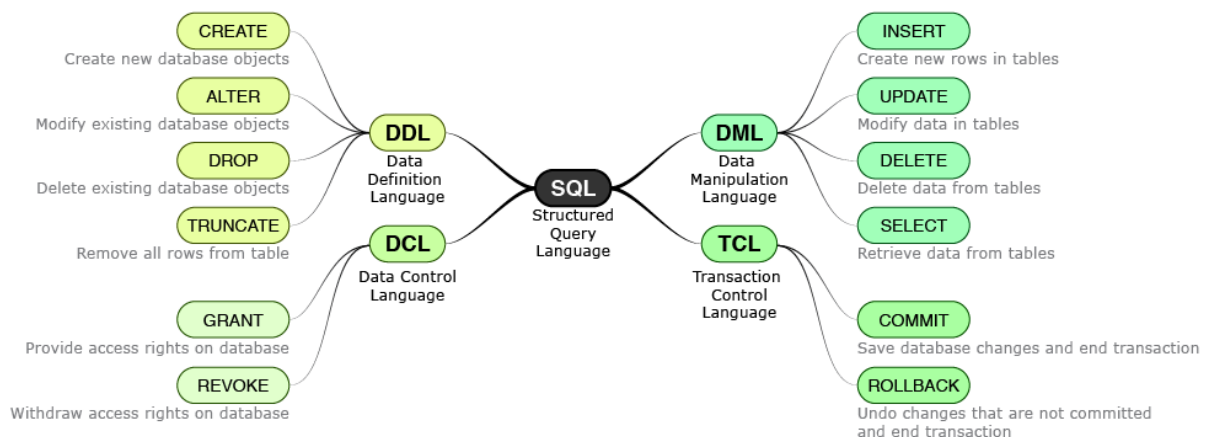 CREATE
Create new database objects
ALTER
Modify existing database objects
DROP
Delete existing database objects
TRUNCATE
Remove all rows from table
DDL
Data
Definition
Language
DCL
Data Control
Language
GRANT
Provide access rights on database
REVOKE
Withdraw access rights on database
SQL
Structured
Query
Language
DML
Data
Manipulation
Language
INSERT
Create new rows in tables
UPDATE
Modify data in tables
DELETE
Delete data from tables
SELECT
Retrieve data from tables
TCL
Transaction
Control
Language
COMMIT
Save database changes and end transaction
ROLLBACK
Undo changes that are not committed
and end transaction